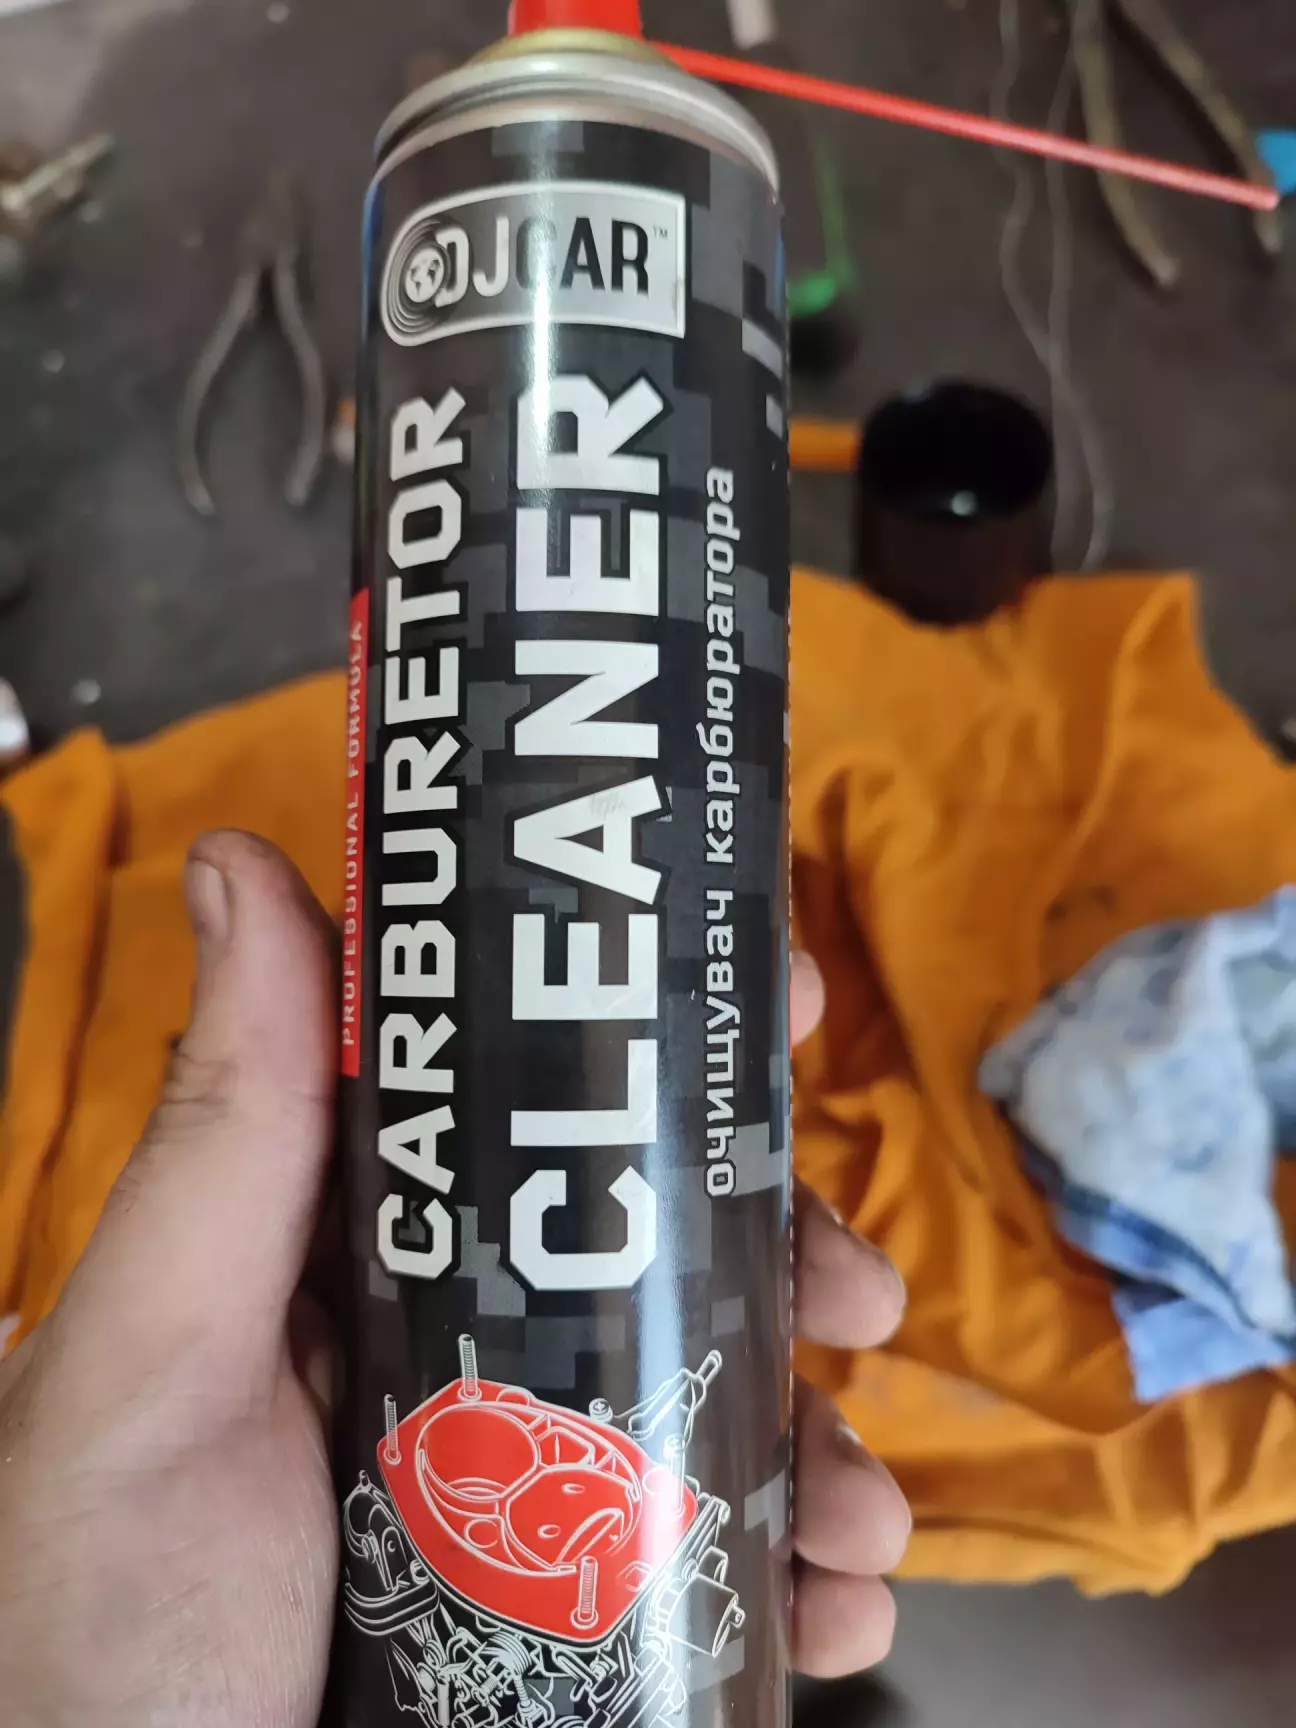 DJCAR™
PROFESSIONAL FORMULA
CARBURETOR
CLEANER
очищувач карбюратора